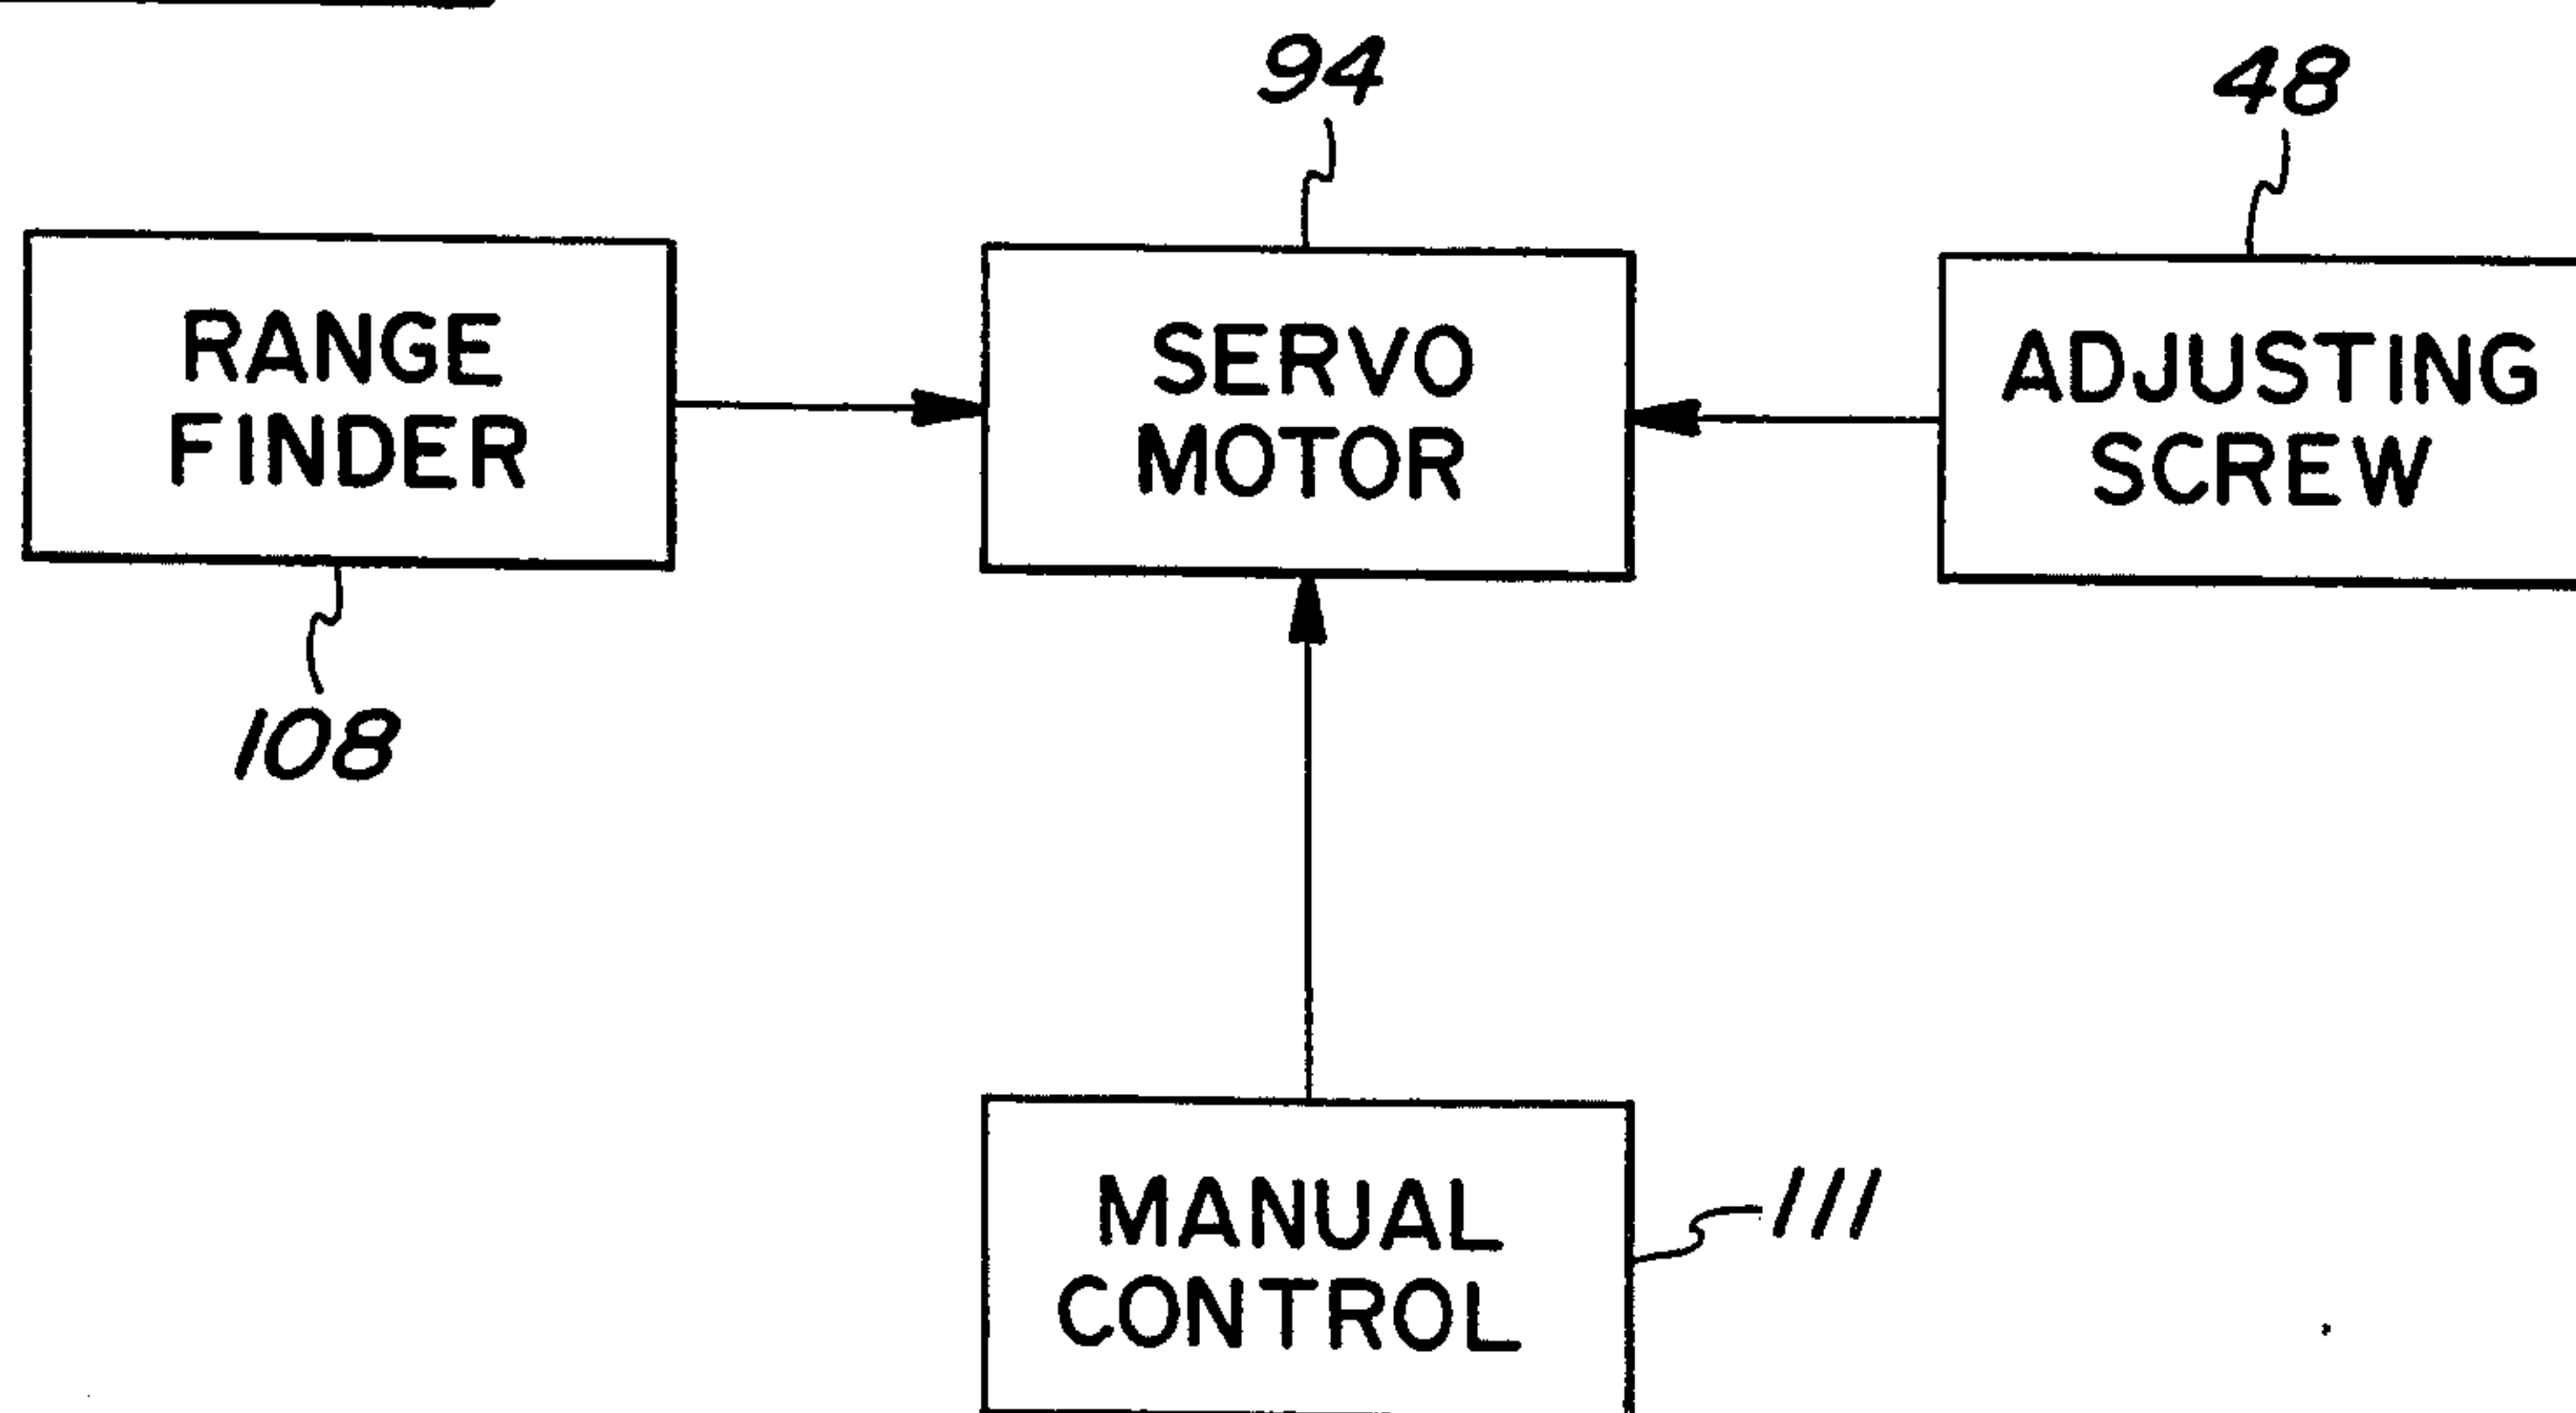 94
48
RANGE
FINDER
SERVO
MOTOR
ADJUSTING
SCREW
108
MANUAL
CONTROL
111